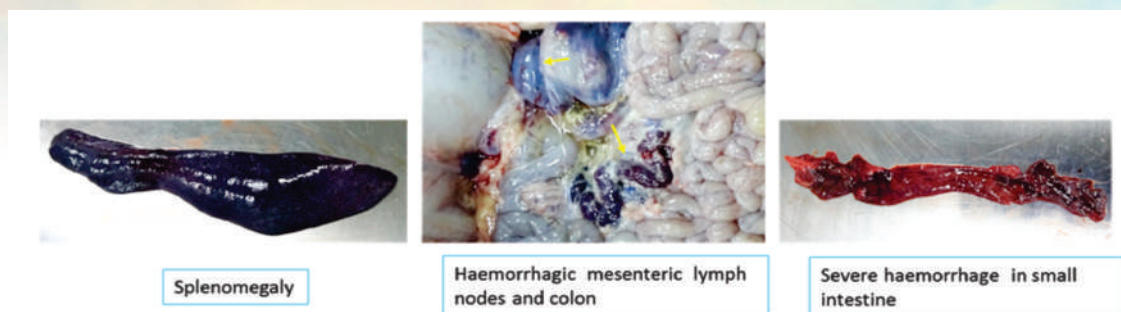 Splenomegaly
Haemorrhagic mesenteric lymph
nodes and colon
Severe haemorrhage in small
intestine